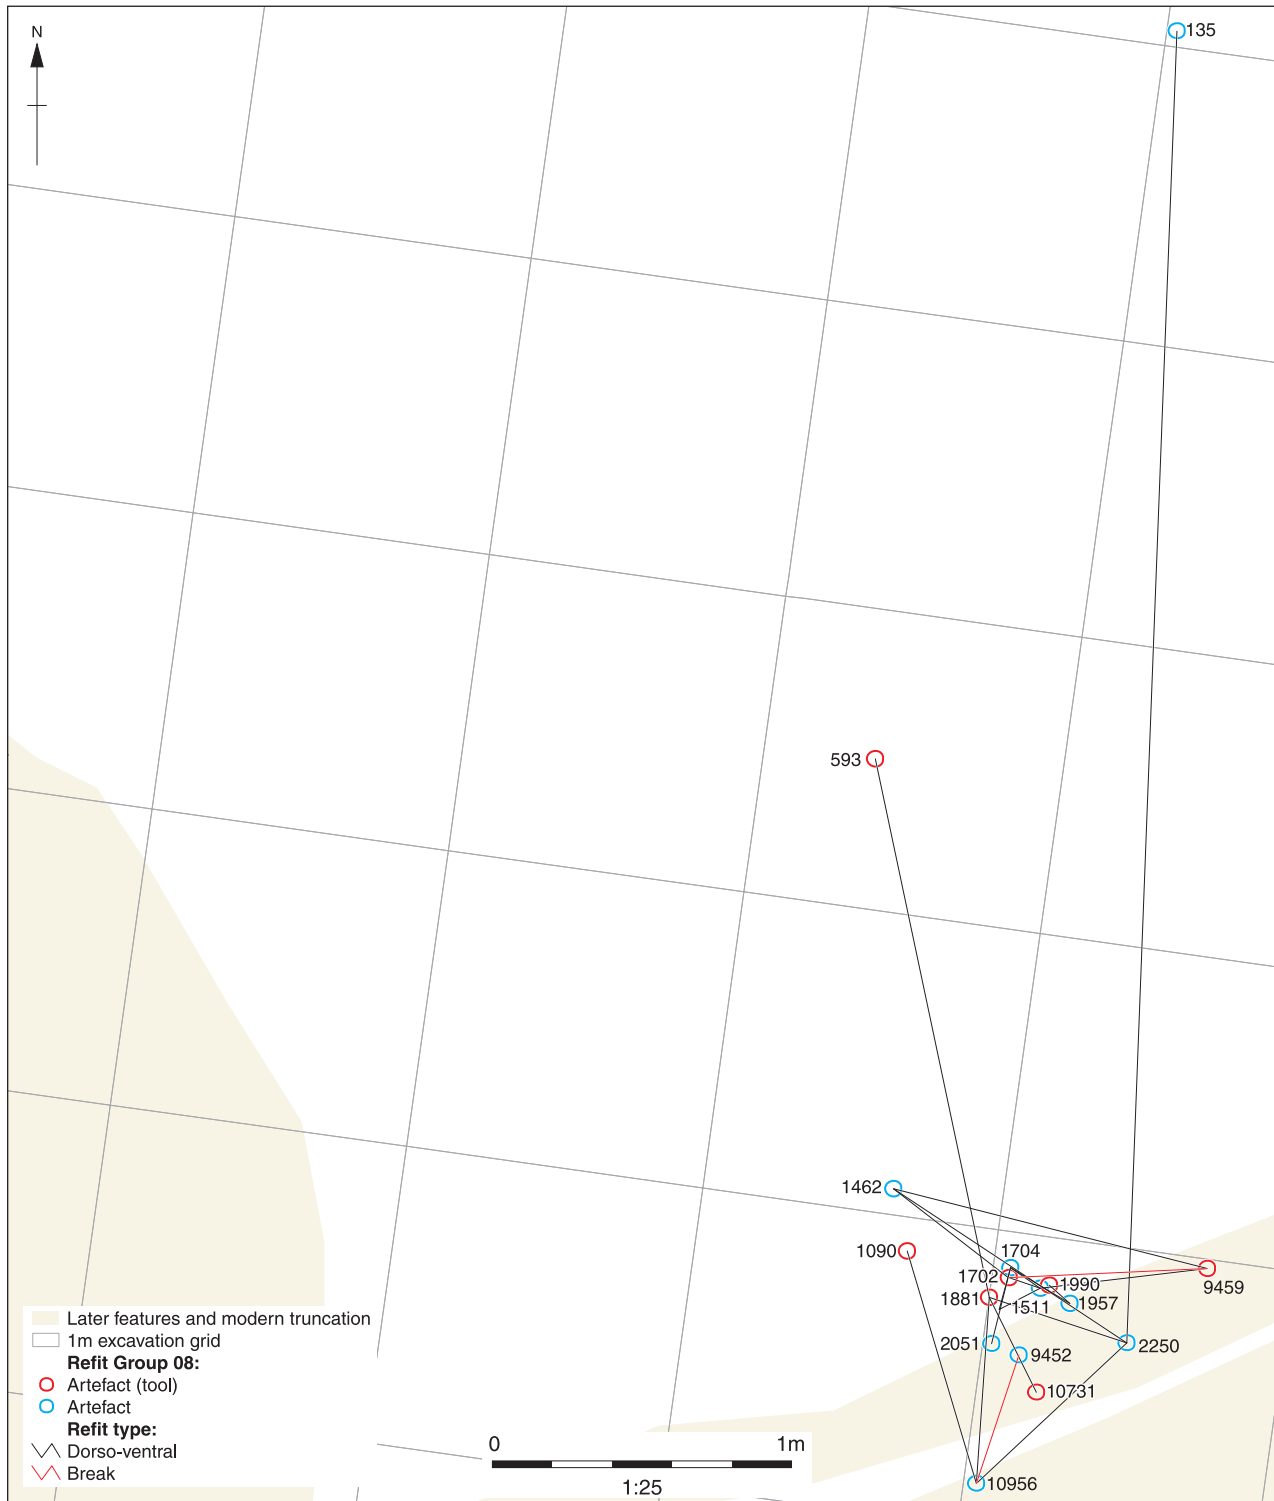 N
135
593
1462
1090
1704
1702
1990
9459
1881
1511
1957
2051
2250
9452
10731
10956
Later features and modern truncation
1m excavation grid
Refit Group 08:
Artefact (tool)
Artefact
Refit type:
Dorso-ventral
Break
0 1m
1:25